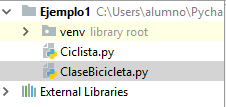 Ejemplo1 C:\Users\alumno\Pycha
venv library root
Ciclista.py
ClaseBicicleta.py
External Libraries